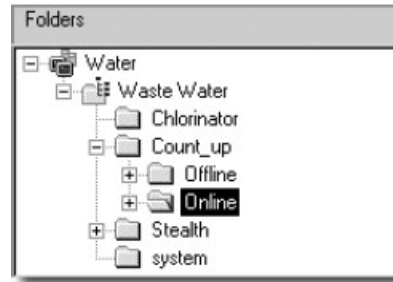 Folders
Water
Waste Water
Chlorinator
Count_up
Offline
Online
Stealth
system